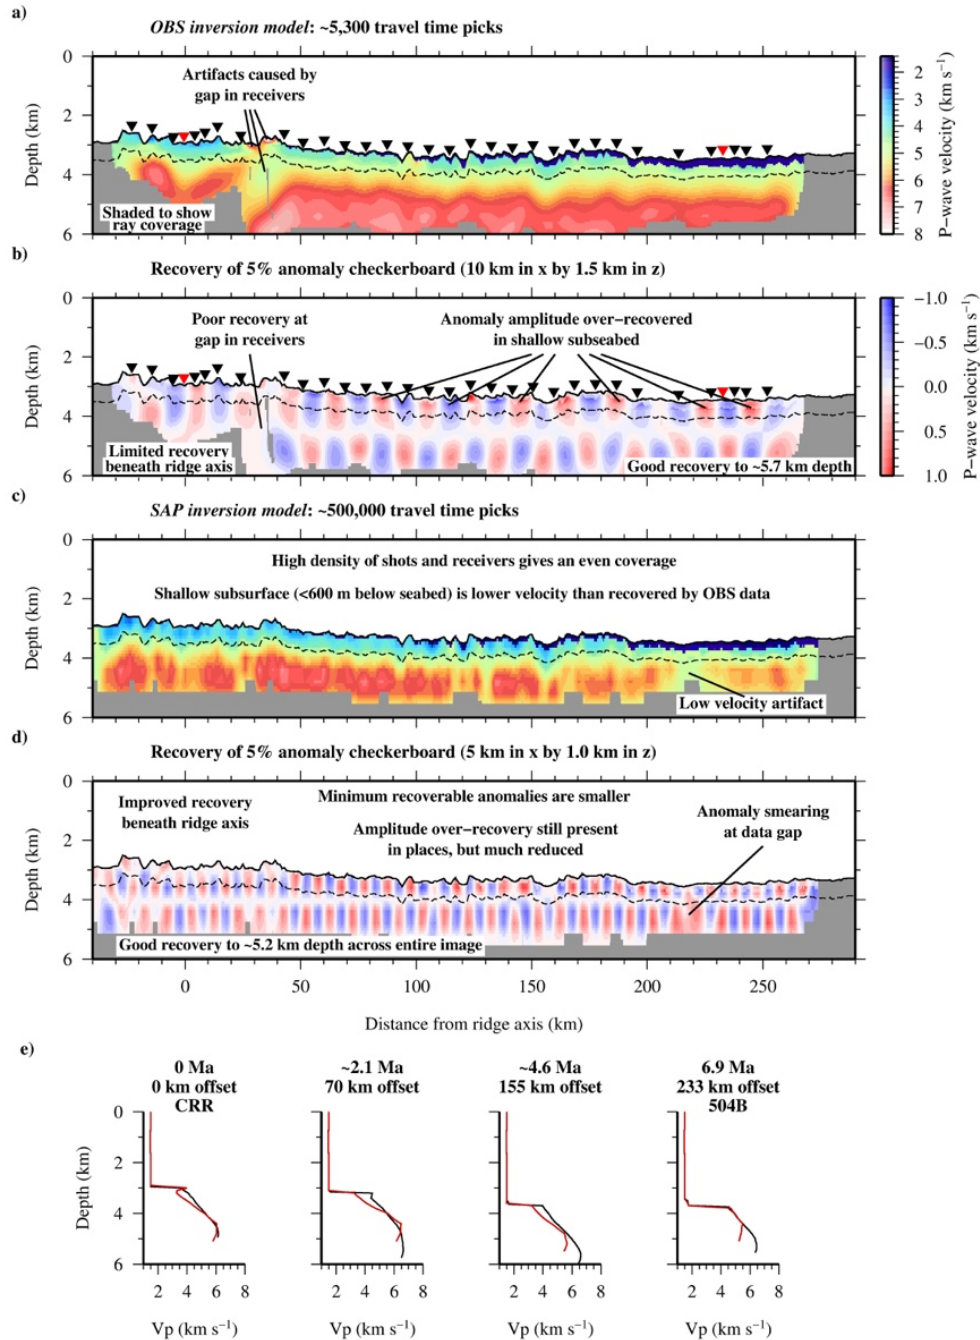 a)
OBS inversion model: ~5,300 travel time picks
Artifacts caused by
gap in receivers
Shaded to show
ray coverage
Depth (km)
0
2
4
6
P−wave velocity (km s−1)
2
3
4
5
6
7
8
b)
Recovery of 5% anomaly checkerboard (10 km in x by 1.5 km in z)
Poor recovery at
gap in receivers
Anomaly amplitude over−recovered
in shallow subseabed
Limited recovery
beneath ridge axis
Good recovery to ~5.7 km depth
Depth (km)
0
2
4
6
P−wave velocity (km s−1)
−1.0
−0.5
0.0
0.5
1.0
c)
SAP inversion model: ~500,000 travel time picks
High density of shots and receivers gives an even coverage
Shallow subsurface (<600 m below seabed) is lower velocity than recovered by OBS data
Low velocity artifact
Depth (km)
0
2
4
6
d)
Recovery of 5% anomaly checkerboard (5 km in x by 1.0 km in z)
Improved recovery
beneath ridge axis
Minimum recoverable anomalies are smaller
Amplitude over−recovery still present
in places, but much reduced
Anomaly smearing
at data gap
Good recovery to ~5.2 km depth across entire image
Depth (km)
0
2
4
6
0 50 100 150 200 250
Distance from ridge axis (km)
e)
0 Ma
0 km offset
CRR
~2.1 Ma
70 km offset
~4.6 Ma
155 km offset
6.9 Ma
233 km offset
504B
Depth (km)
0
2
4
6
2 4 6 8
2 4 6 8
2 4 6 8
2 4 6 8
Vp (km s−1)
Vp (km s−1)
Vp (km s−1)
Vp (km s−1)